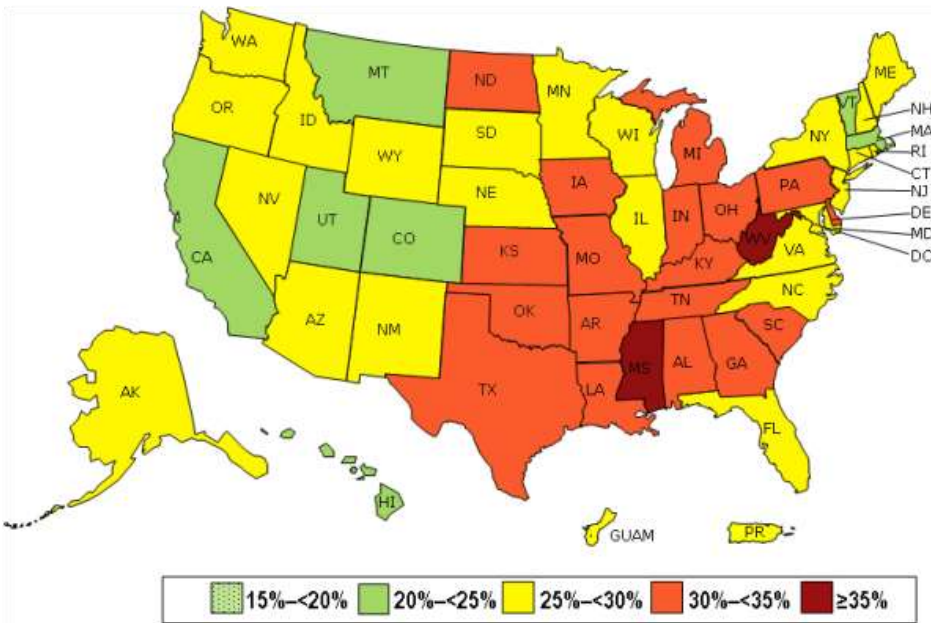 WA
MT
ND
MN
ME
VT
OR
NH
ID
SD
WI
NY
MA
WY
MI
RI
CT
IA
PA
NE
NJ
NV
IL
IN
OH
DE
UT
WV
MD
CO
VA
DC
CA
KS
MO
KY
NC
TN
AZ
NM
OK
AR
SC
MS
AL
GA
TX
LA
AK
FL
HI
GUAM
PR
15%–<20% 20%–<25% 25%–<30% 30%–<35% ≥35%